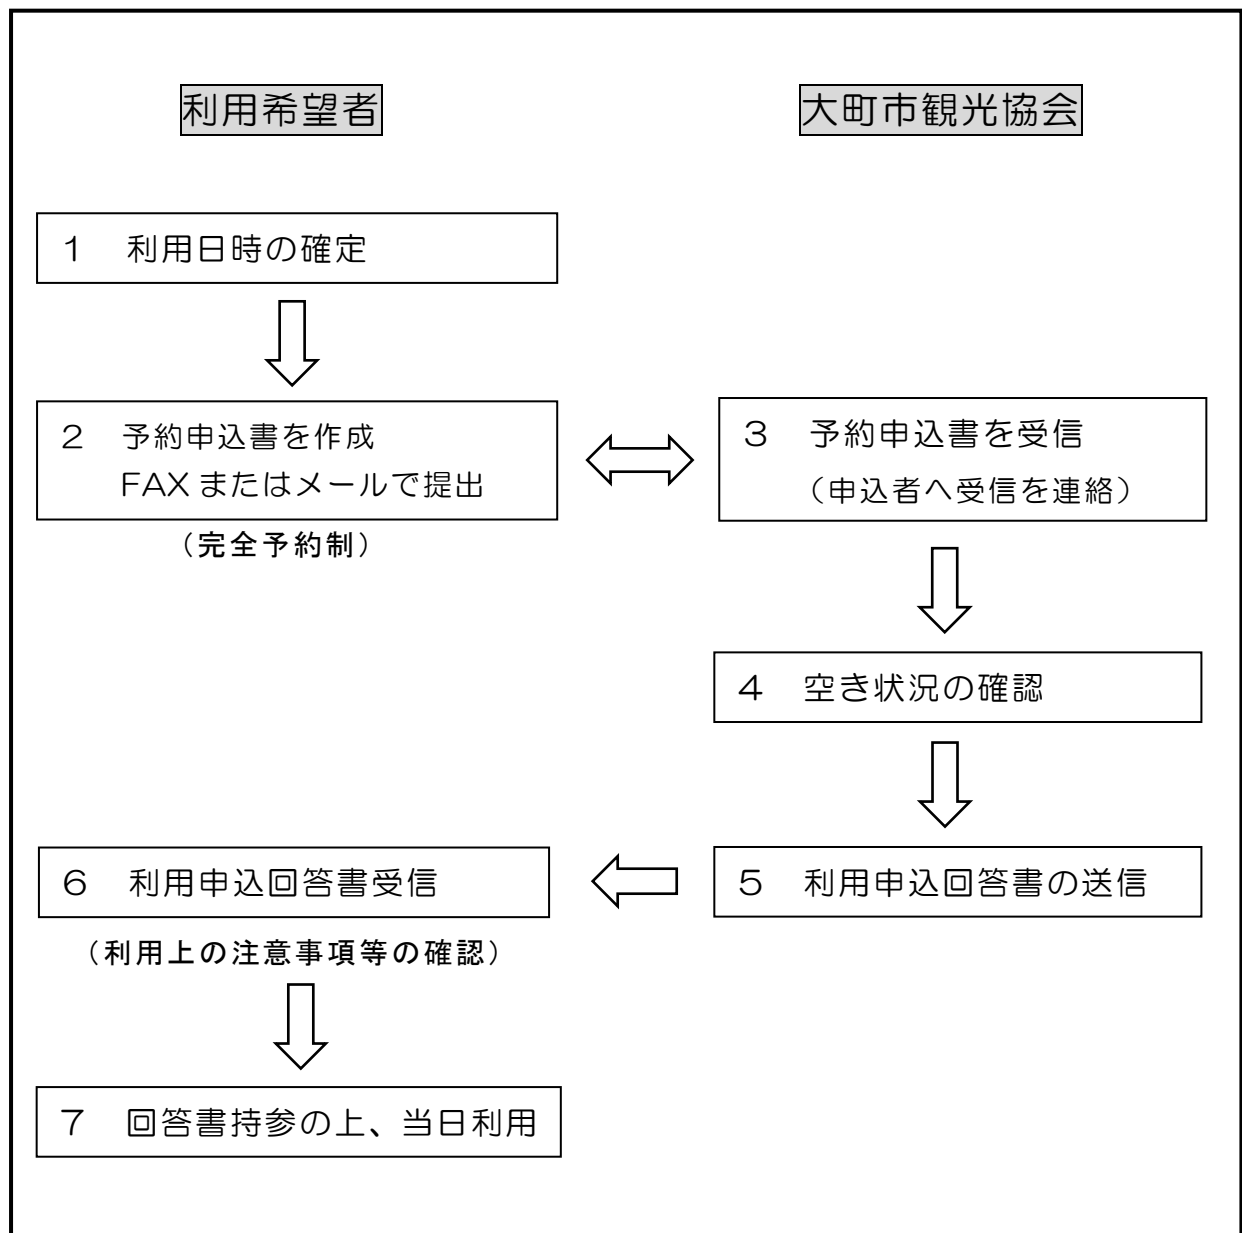 利用希望者
大町市観光協会
１　利用日時の確定
２　予約申込書を作成
FAX またはメールで提出
（完全予約制）
３　予約申込書を受信
（申込者へ受信を連絡）
４　空き状況の確認
５　利用申込回答書の送信
６　利用申込回答書受信
（利用上の注意事項等の確認）
７　回答書持参の上、当日利用